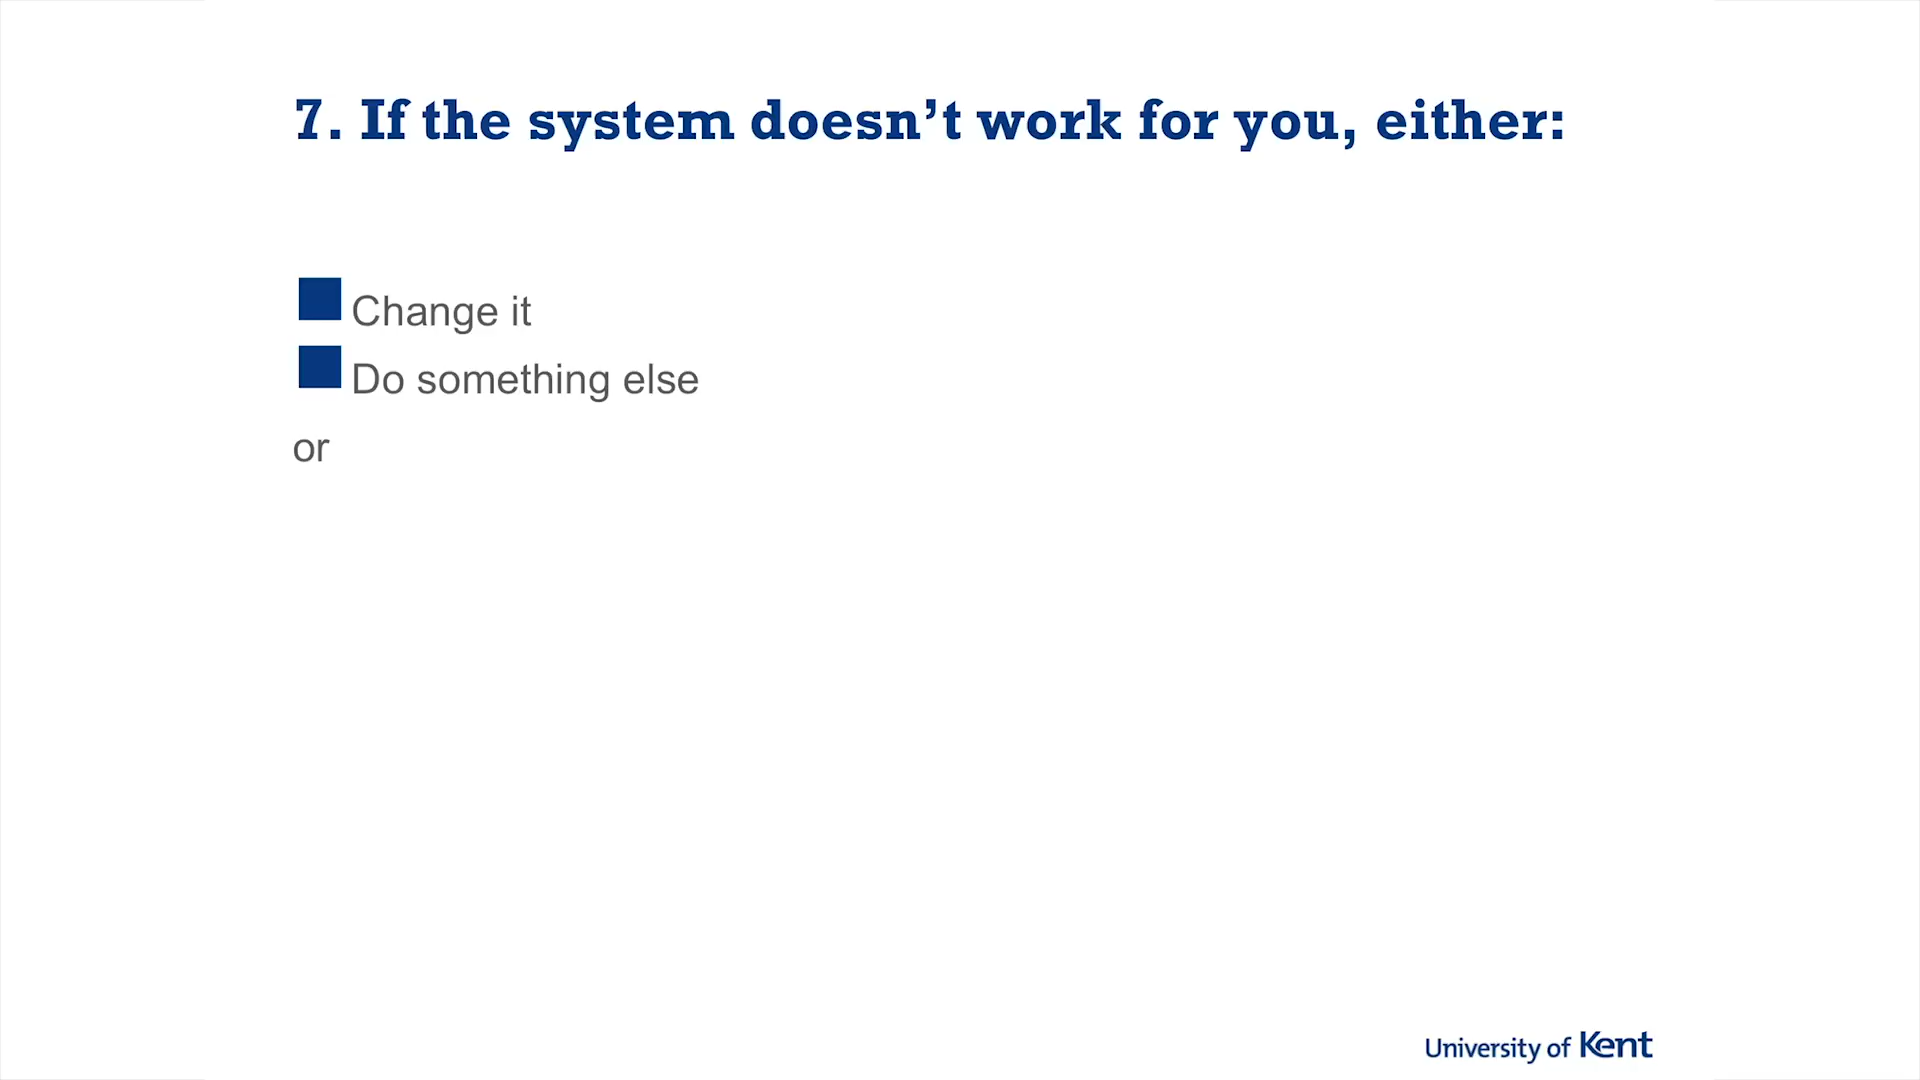 7. If the system doesn’t work for you, either:
Change it
Do something else
or
University of Kent